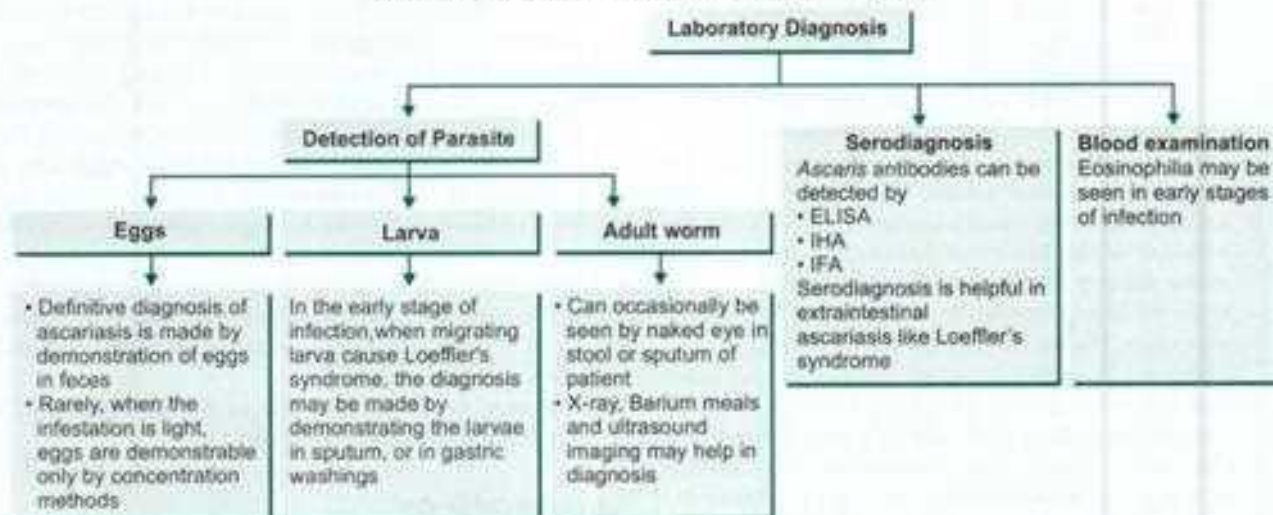 Laboratory Diagnosis
Detection of Parasite
Eggs
• Definitive diagnosis of
ascariasis is made by
demonstration of eggs
in feces
• Rarely, when the
infestation is light,
eggs are demonstrable
only by concentration
methods
Larva
In the early stage of
infection,when migrating
larva cause Loeffler's
syndrome, the diagnosis
may be made by
demonstrating the larvae
in sputum, or in gastric
washings
Adult worm
• Can occasionally be
seen by naked eye in
stool or sputum of
patient
• X-ray, Barium meals
and ultrasound
imaging may help in
diagnosis
Serodiagnosis
Ascaris antibodies can be
detected by
• ELISA
• IHA
• IFA
Serodiagnosis is helpful in
extraintestinal
ascariasis like Loeffler's
syndrome
Blood examination
Eosinophilia may be
seen in early stages
of infection